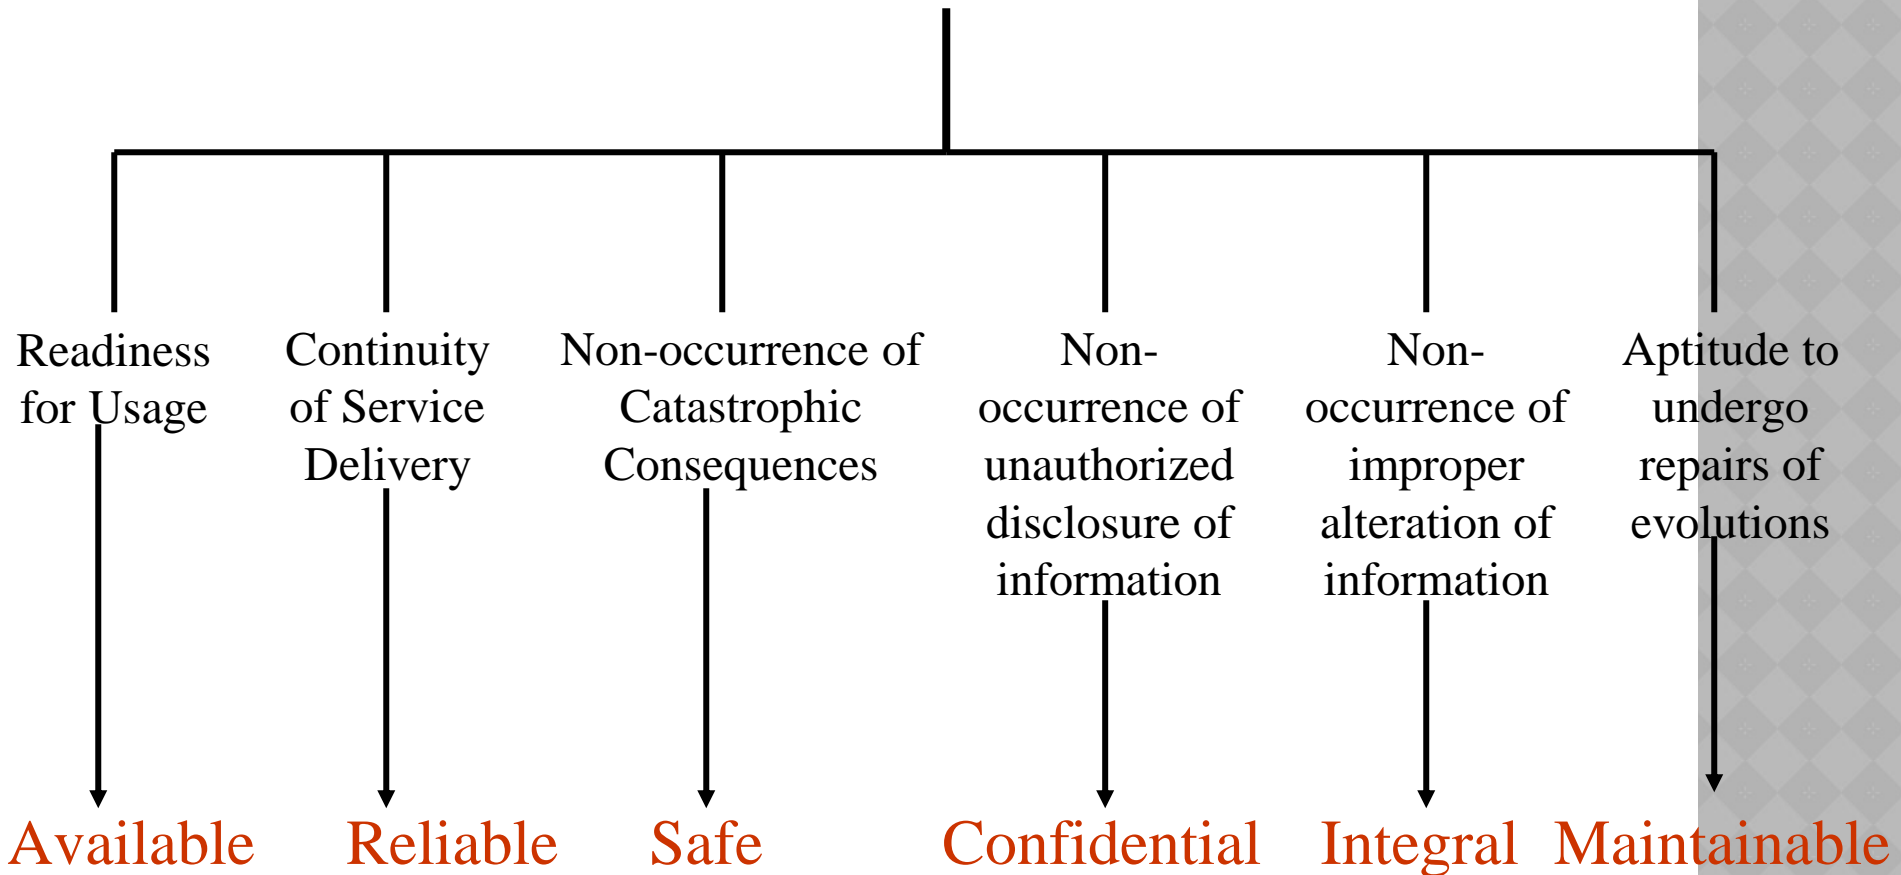 Readiness
for Usage
Continuity
of Service
Delivery
Non-occurrence of
Catastrophic
Consequences
Non-
occurrence of
unauthorized
disclosure of
information
Non-
occurrence of
improper
alteration of
information
Aptitude to
undergo
repairs of
evolutions
Available
Reliable
Safe
Confidential
Integral
Maintainable